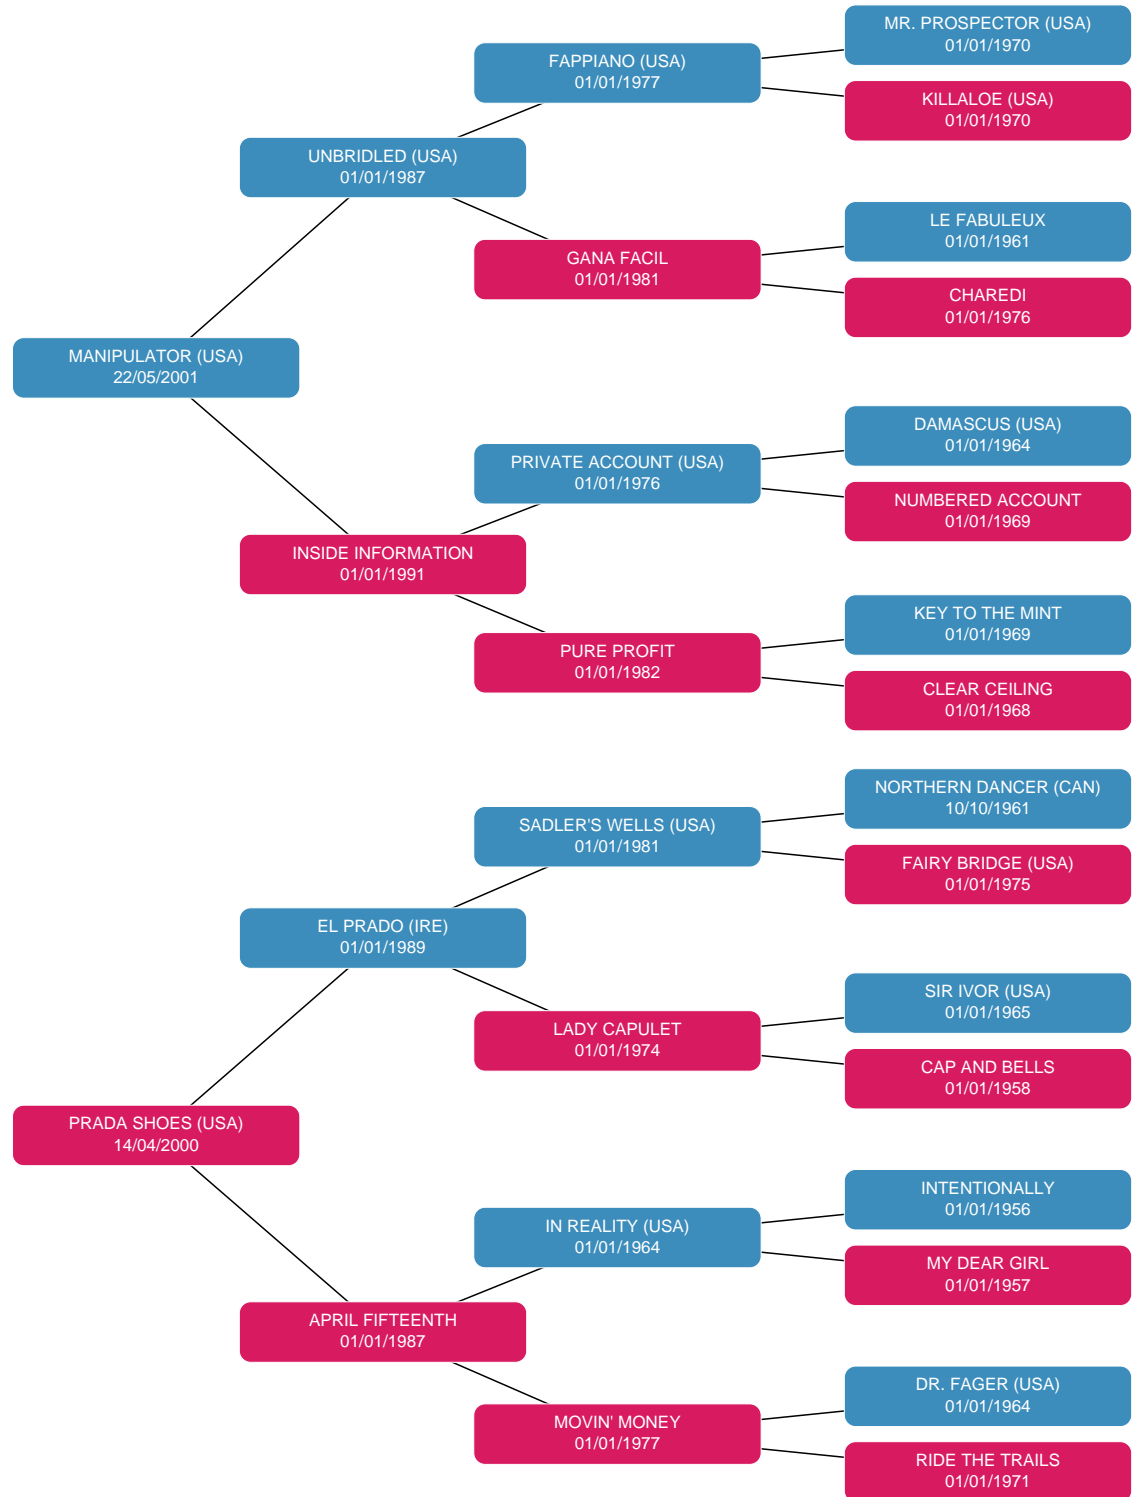 MR. PROSPECTOR (USA)
01/01/1970
FAPPIANO (USA)
01/01/1977
KILLALOE (USA)
01/01/1970
UNBRIDLED (USA)
01/01/1987
LE FABULEUX
01/01/1961
GANA FACIL
01/01/1981
CHAREDI
01/01/1976
MANIPULATOR (USA)
22/05/2001
DAMASCUS (USA)
01/01/1964
PRIVATE ACCOUNT (USA)
01/01/1976
NUMBERED ACCOUNT
01/01/1969
INSIDE INFORMATION
01/01/1991
KEY TO THE MINT
01/01/1969
PURE PROFIT
01/01/1982
CLEAR CEILING
01/01/1968
NORTHERN DANCER (CAN)
10/10/1961
SADLER'S WELLS (USA)
01/01/1981
FAIRY BRIDGE (USA)
01/01/1975
EL PRADO (IRE)
01/01/1989
SIR IVOR (USA)
01/01/1965
LADY CAPULET
01/01/1974
CAP AND BELLS
01/01/1958
PRADA SHOES (USA)
14/04/2000
INTENTIONALLY
01/01/1956
IN REALITY (USA)
01/01/1964
MY DEAR GIRL
01/01/1957
APRIL FIFTEENTH
01/01/1987
DR. FAGER (USA)
01/01/1964
MOVIN' MONEY
01/01/1977
RIDE THE TRAILS
01/01/1971